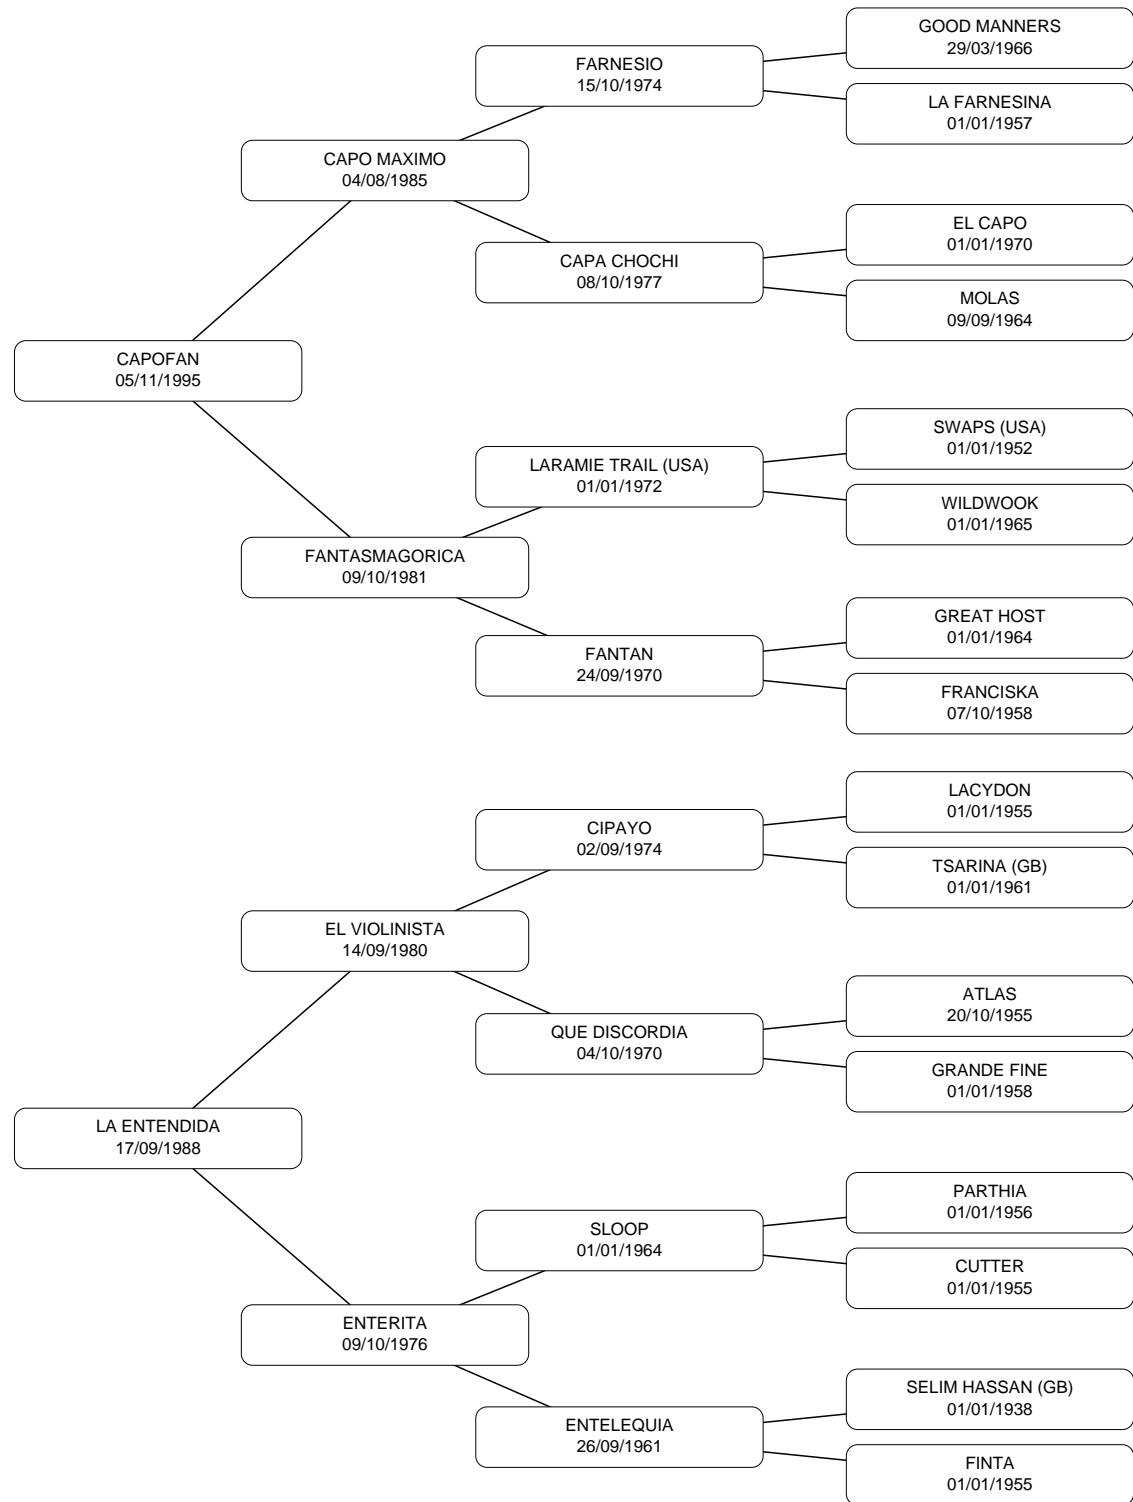 GOOD MANNERS
29/03/1966
FARNESIO
15/10/1974
LA FARNESINA
01/01/1957
CAPO MAXIMO
04/08/1985
EL CAPO
01/01/1970
CAPA CHOCHI
08/10/1977
MOLAS
09/09/1964
CAPOFAN
05/11/1995
SWAPS (USA)
01/01/1952
LARAMIE TRAIL (USA)
01/01/1972
WILDWOOK
01/01/1965
FANTASMAGORICA
09/10/1981
GREAT HOST
01/01/1964
FANTAN
24/09/1970
FRANCISKA
07/10/1958
LACYDON
01/01/1955
CIPAYO
02/09/1974
TSARINA (GB)
01/01/1961
EL VIOLINISTA
14/09/1980
ATLAS
20/10/1955
QUE DISCORDIA
04/10/1970
GRANDE FINE
01/01/1958
LA ENTENDIDA
17/09/1988
PARTHIA
01/01/1956
SLOOP
01/01/1964
CUTTER
01/01/1955
ENTERITA
09/10/1976
SELIM HASSAN (GB)
01/01/1938
ENTELEQUIA
26/09/1961
FINTA
01/01/1955